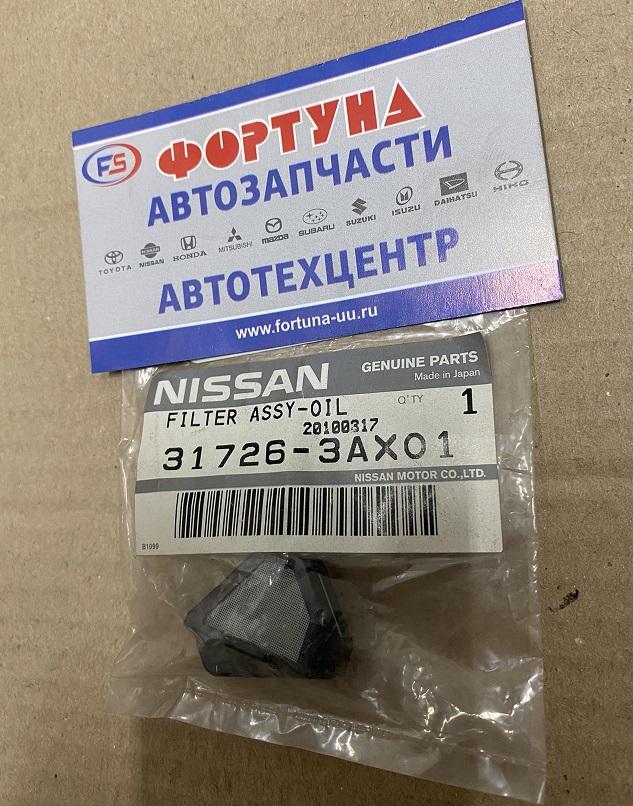 FS ФОРТУНА
АВТОЗАПЧАСТИ
TOYOTA NISSAN HONDA MITSUBISHI mazda SUBARU SUZUKI ISUZU DAIHATSU HINO
АВТОТЕХЦЕНТР
www.fortuna-uu.ru
NISSAN GENUINE PARTS
Made in Japan
FILTER ASSY-OIL Q'TY 1
20100317
31726-3AX01
NISSAN MOTOR CO.,LTD.
B1099